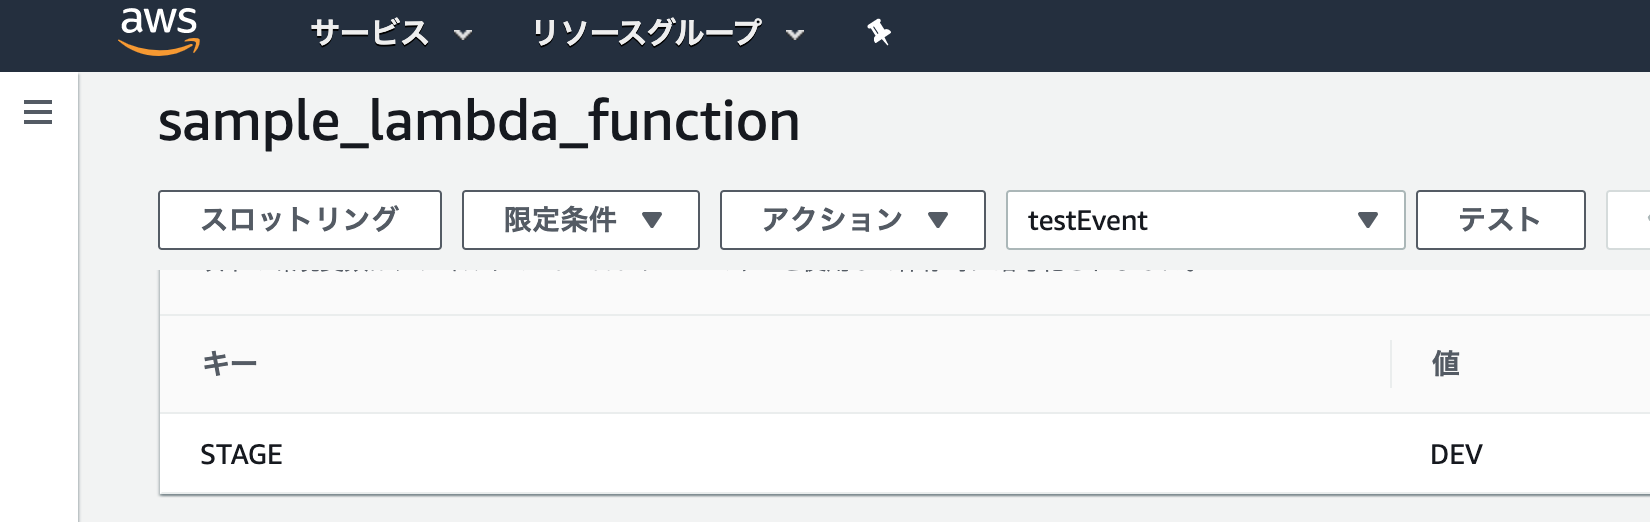 aws サービス リソースグループ
sample_lambda_function
スロットリング 限定条件 アクション testEvent テスト
キー 値
STAGE DEV